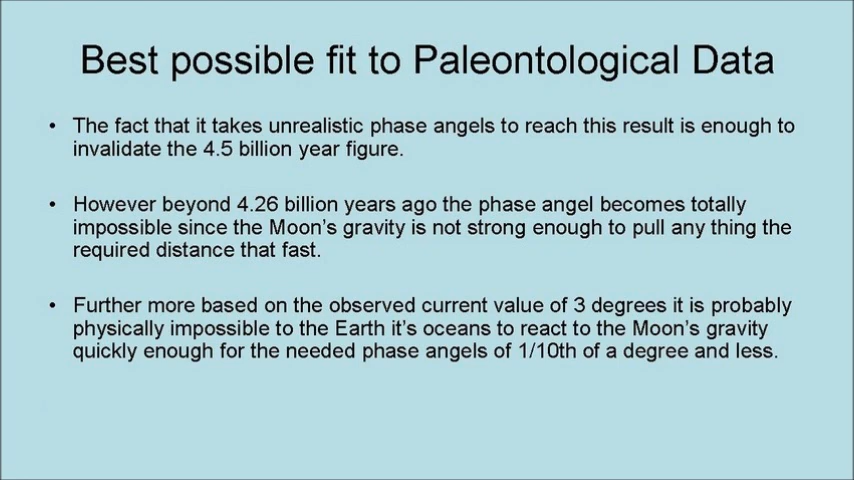 Best possible fit to Paleontological Data
• The fact that it takes unrealistic phase angels to reach this result is enough to
invalidate the 4.5 billion year figure.
• However beyond 4.26 billion years ago the phase angel becomes totally
impossible since the Moon's gravity is not strong enough to pull any thing the
required distance that fast.
• Further more based on the observed current value of 3 degrees it is probably
physically impossible to the Earth it's oceans to react to the Moon's gravity
quickly enough for the needed phase angels of 1/10th of a degree and less.